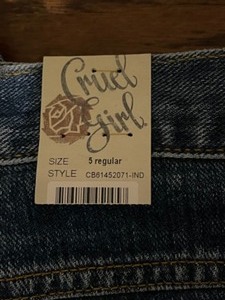 Cruel
Girl
SIZE 5 regular
STYLE CB61452071-IND